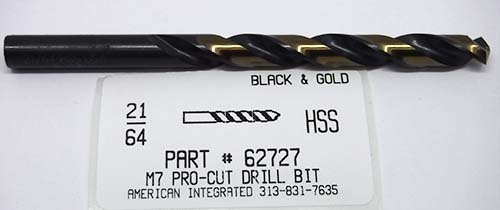 BLACK & GOLD
21
64
HSS
PART # 62727
M7 PRO-CUT DRILL BIT
AMERICAN INTEGRATED 313-831-7635